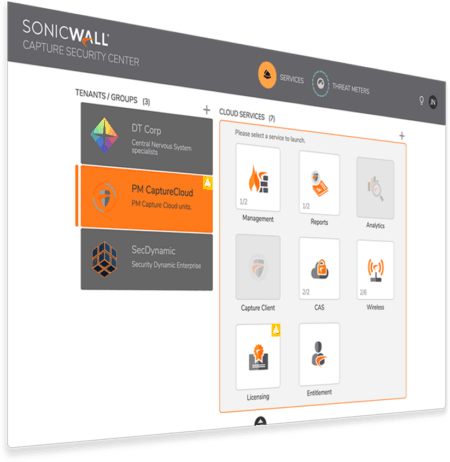 SONICWALL
CAPTURE SECURITY CENTER
SERVICES
THREAT METERS
TENANTS / GROUPS (3)
DT Corp
Central Nervous System
specialists
PM CaptureCloud
PM Capture Cloud units.
SecDynamic
Security Dynamic Enterprise
CLOUD SERVICES (7)
Please select a service to launch.
1/2
Management
1/2
Reports
Analytics
Capture Client
2/2
CAS
2/6
Wireless
Licensing
Entitlement